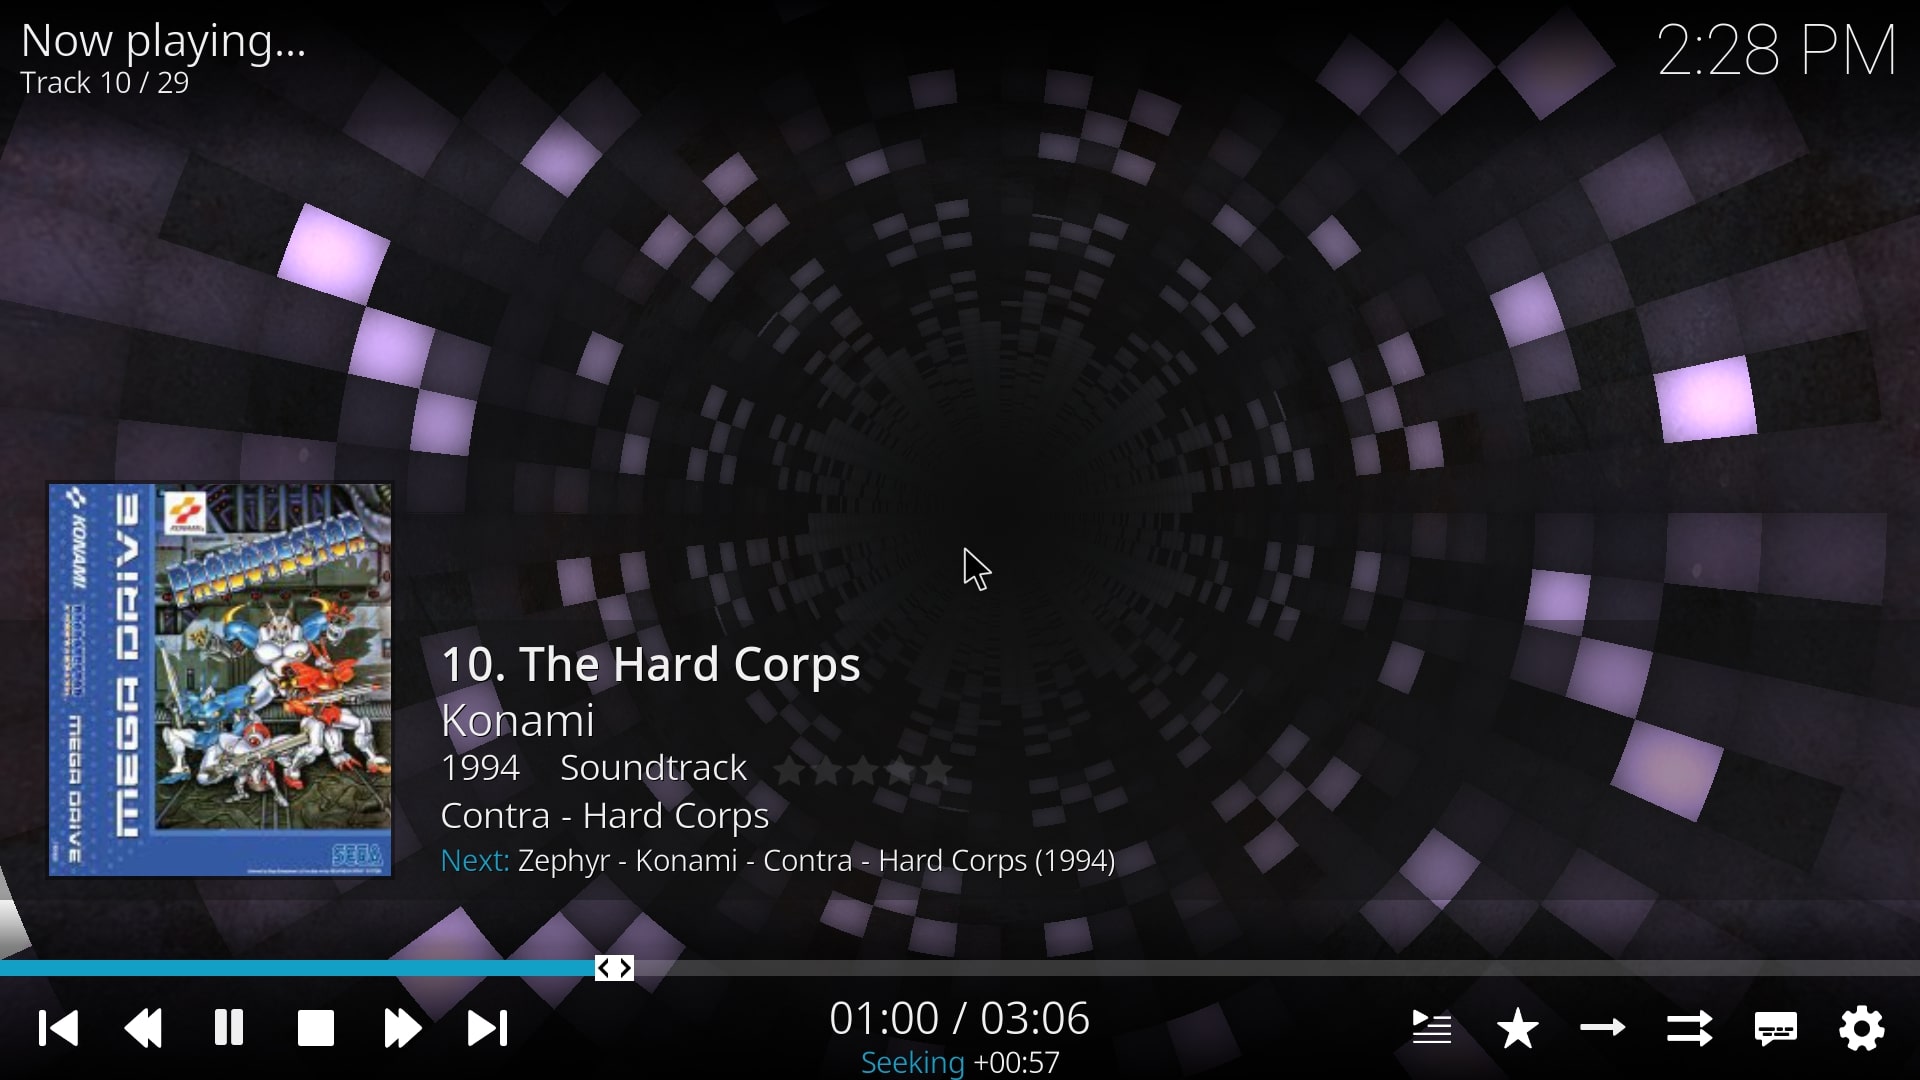 Now playing...
Track 10 / 29
2:28 PM
KONAMI
MEGA DRIVE
MEGA DRIVE
KONAMI
PROBOTECTOR
SEGA
10. The Hard Corps
Konami
1994 Soundtrack
Contra - Hard Corps
Next: Zephyr - Konami - Contra - Hard Corps (1994)
01:00 / 03:06
Seeking +00:57